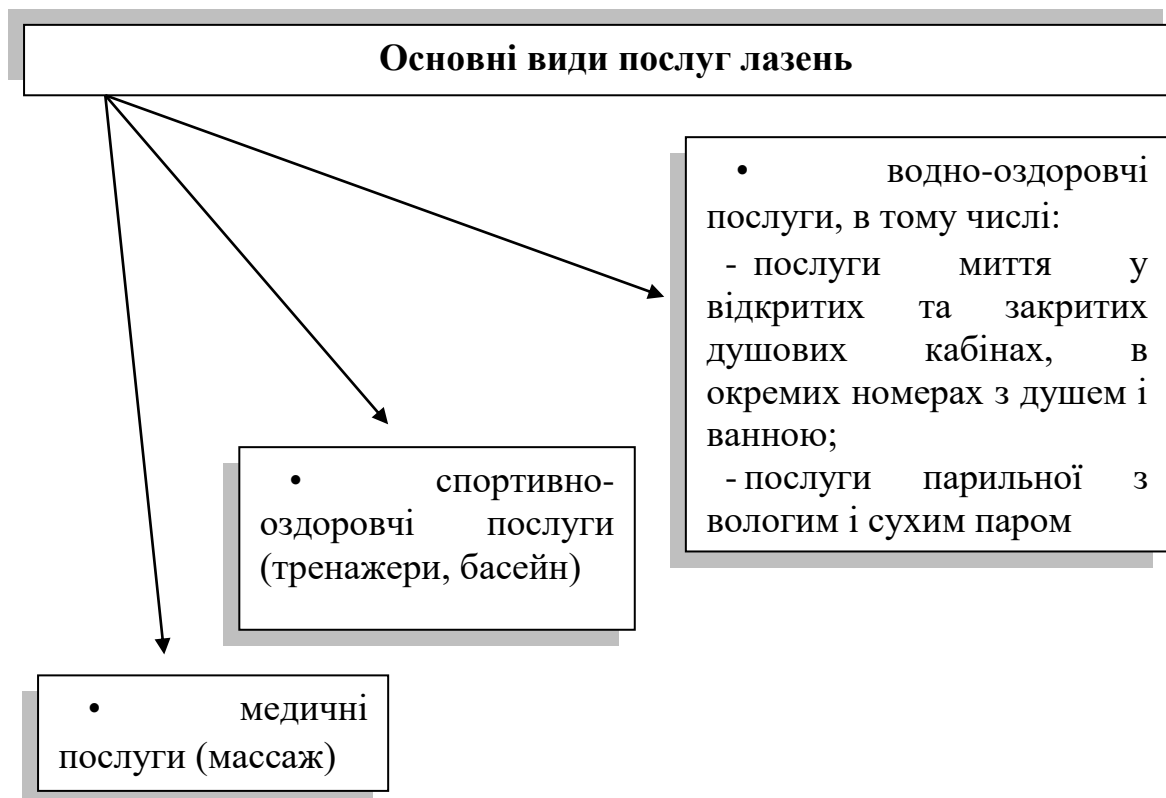 Основні види послуг лазень
• водно-оздоровчі
послуги, в тому числі:
- послуги миття у
відкритих та закритих
душових кабінах, в
окремих номерах з душем і
ванною;
- послуги парильної з
вологим і сухим паром
• спортивно-
оздоровчі послуги
(тренажери, басейн)
• медичні
послуги (массаж)